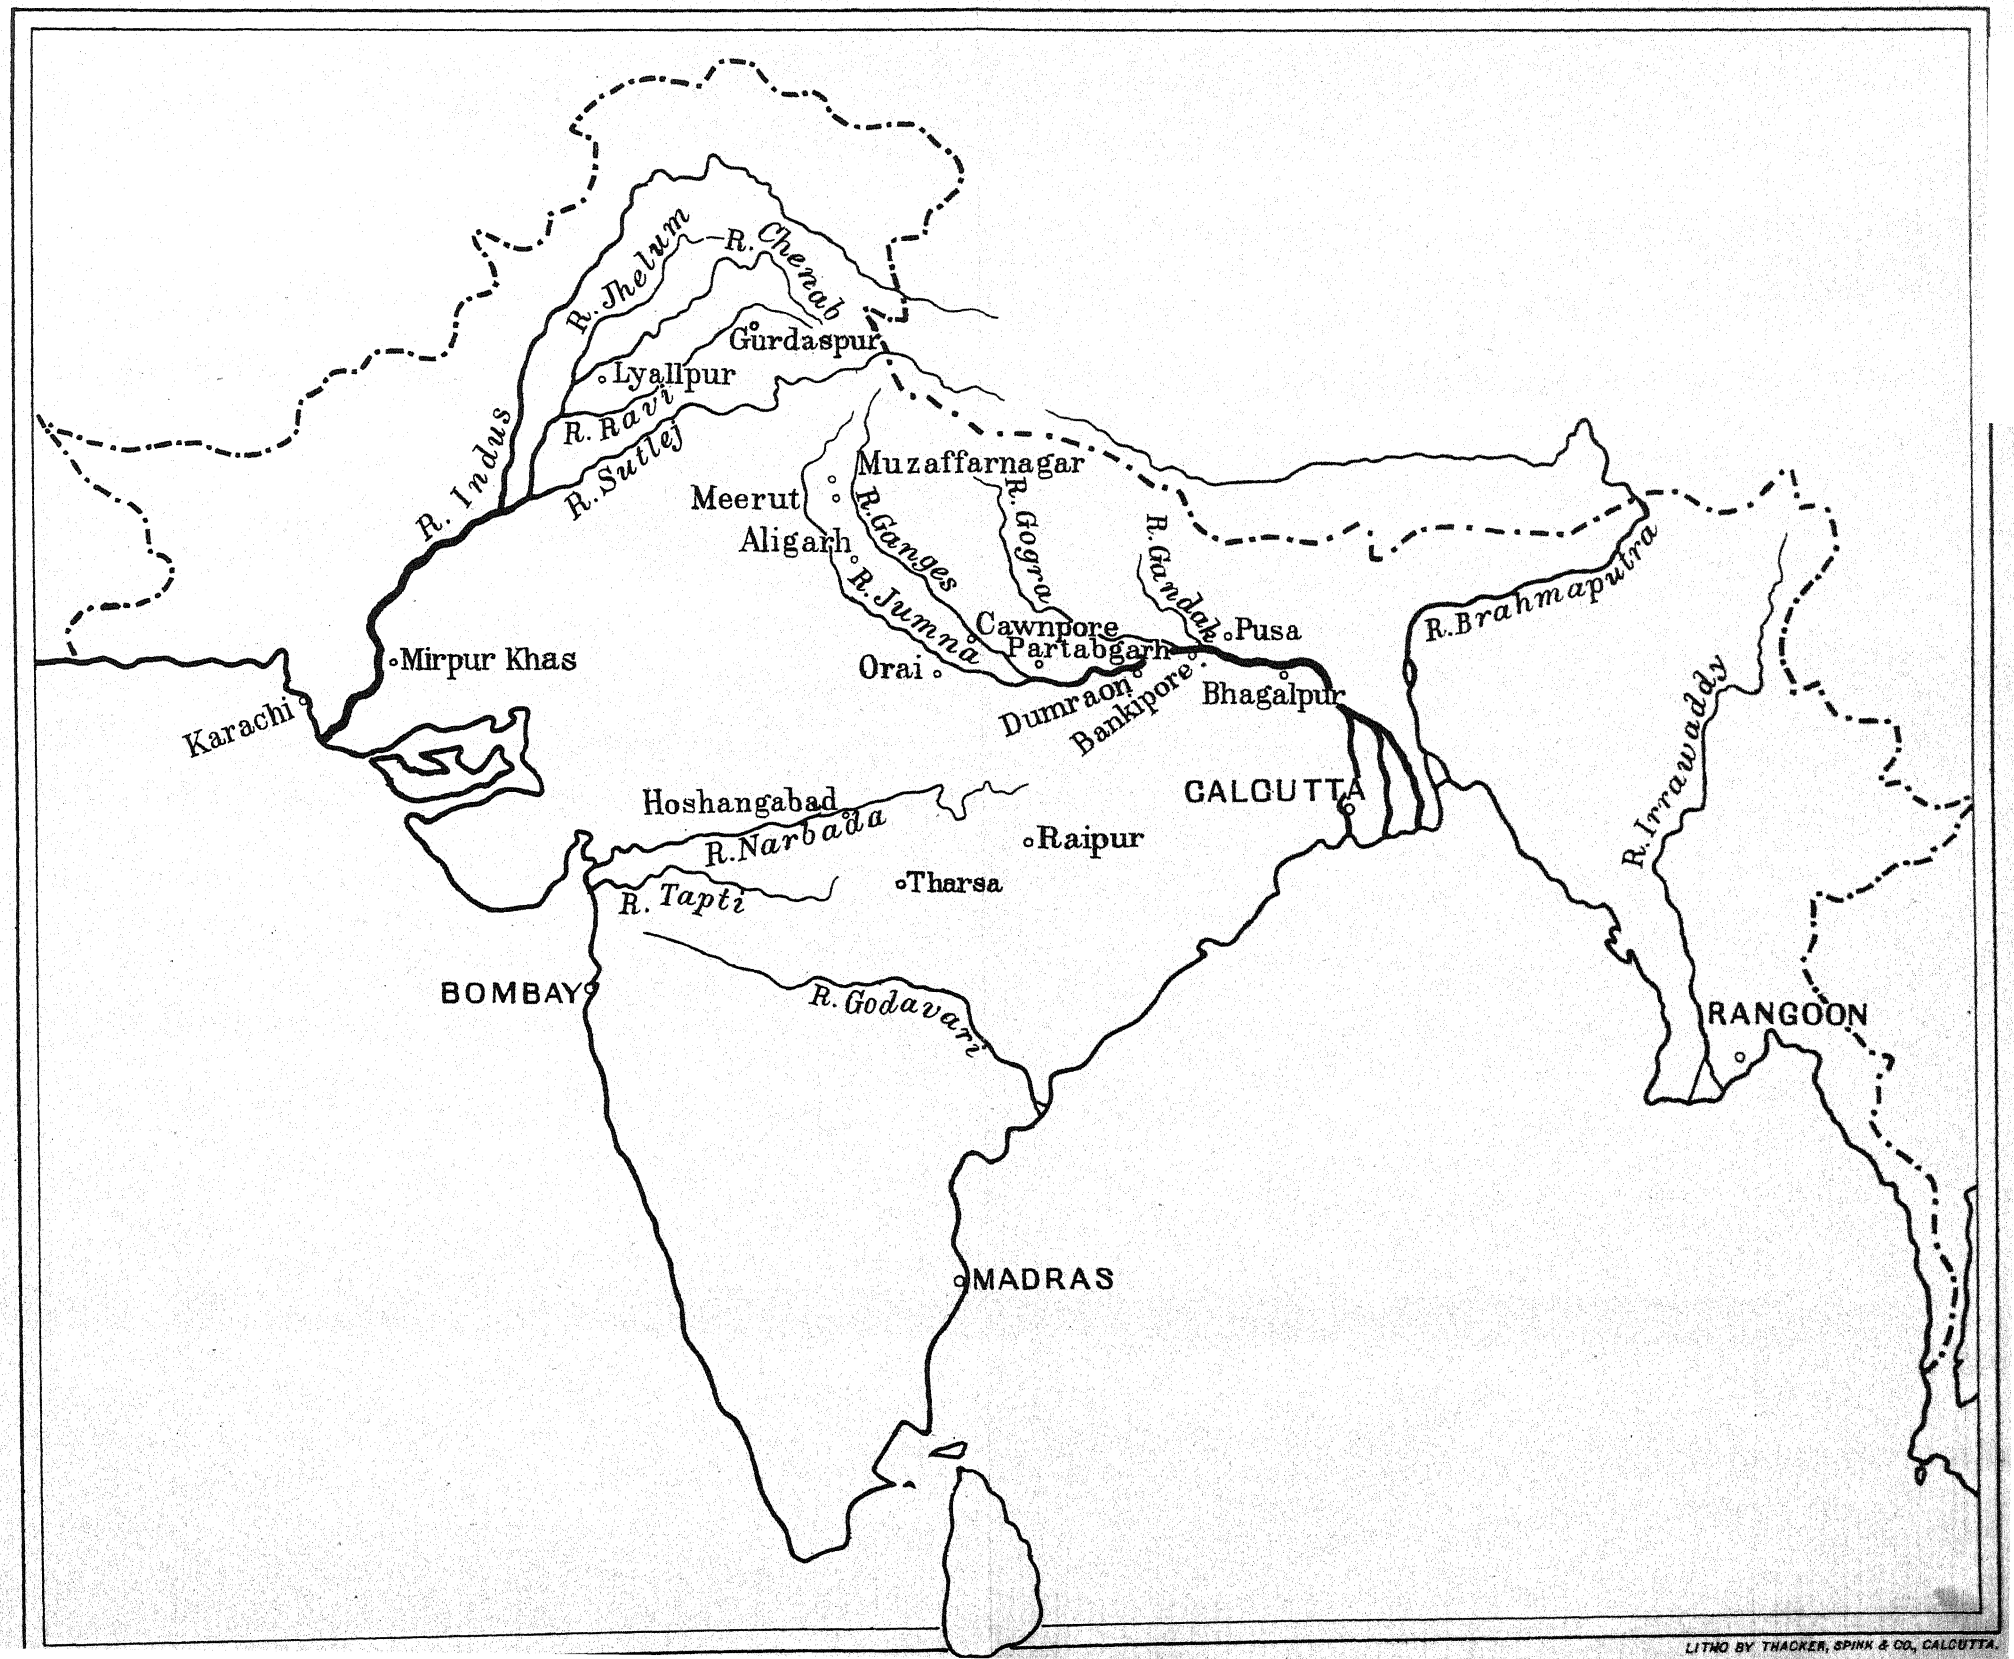 R. Jhelum
R. Chenab
Gurdaspur
Lyallpur
R. Ravi
R. Indus
R. Sutlej
Muzaffarnagar
Meerut
R. Ganges
R. Gogra
R. Gandak
Aligarh
R. Jumna
R. Brahmaputra
Cawnpore
Pusa
Partabgarh
Mirpur Khas
Orai
Dumraon
Bankipore
Bhagalpur
Karachi
R. Irrawaddy
CALCUTTA
Hoshangabad
R. Narbada
Raipur
Tharsa
R. Tapti
BOMBAY
R. Godavari
RANGOON
MADRAS
LITHO BY THACKER, SPINK & CO., CALCUTTA.